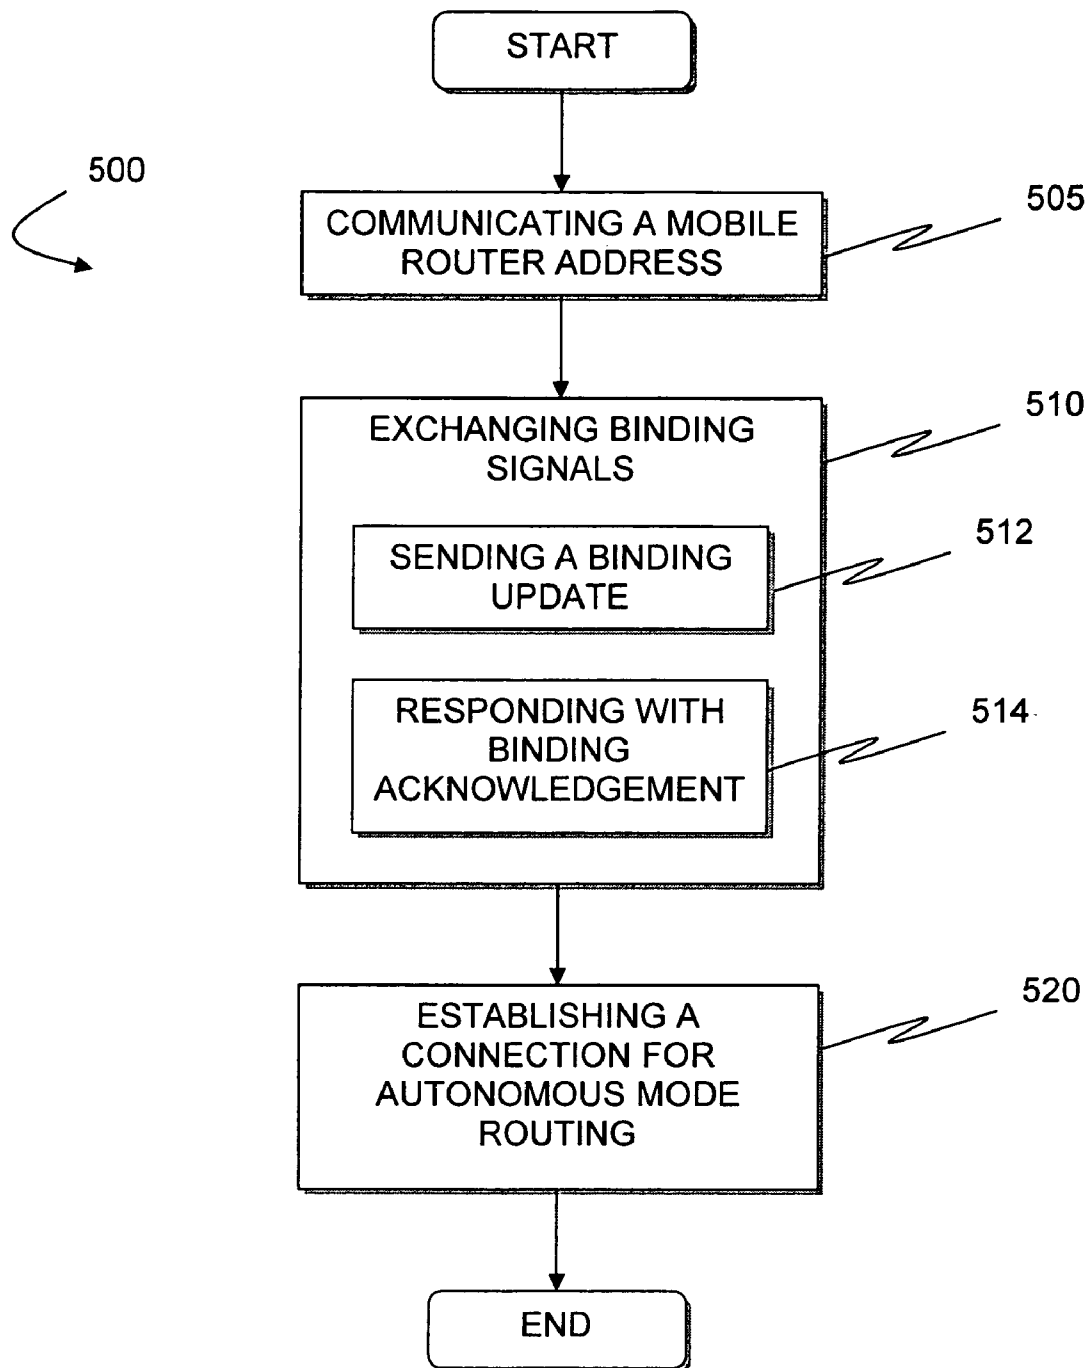 START
500
COMMUNICATING A MOBILE
ROUTER ADDRESS
505
EXCHANGING BINDING
SIGNALS
510
SENDING A BINDING
UPDATE
512
RESPONDING WITH
BINDING
ACKNOWLEDGEMENT
514
ESTABLISHING A
CONNECTION FOR
AUTONOMOUS MODE
ROUTING
520
END